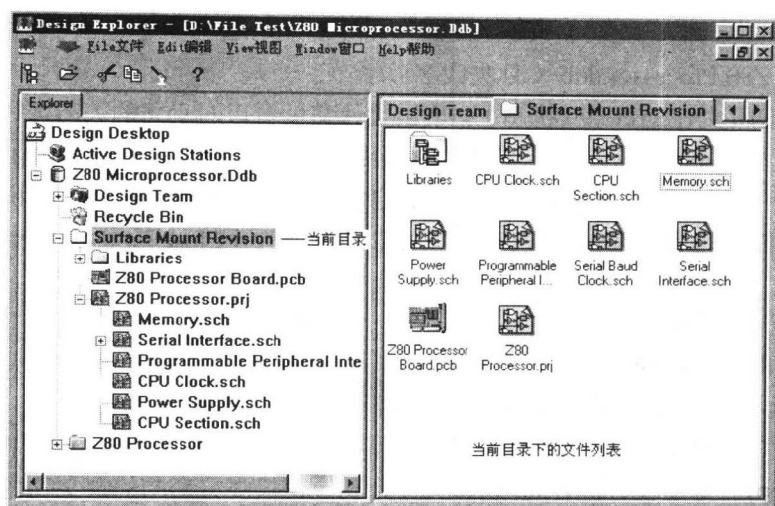 Design Explorer - [D:\File Test\Z80 Microprocessor.Ddb]
File文件 Edit编辑 View视图 Window窗口 Help帮助
Explorer
Design Desktop
Active Design Stations
Z80 Microprocessor.Ddb
Design Team
Recycle Bin
Surface Mount Revision 当前目录
Libraries
Z80 Processor Board.pcb
Z80 Processor.prj
Memory.sch
Serial Interface.sch
Programmable Peripheral Inte
CPU Clock.sch
Power Supply.sch
CPU Section.sch
Z80 Processor
Design Team Surface Mount Revision
Libraries CPU Clock.sch CPU Section.sch Memory.sch
Power Supply.sch Programmable Peripheral I... Serial Baud Clock.sch Serial Interface.sch
Z80 Processor Board.pcb Z80 Processor.prj
当前目录下的文件列表